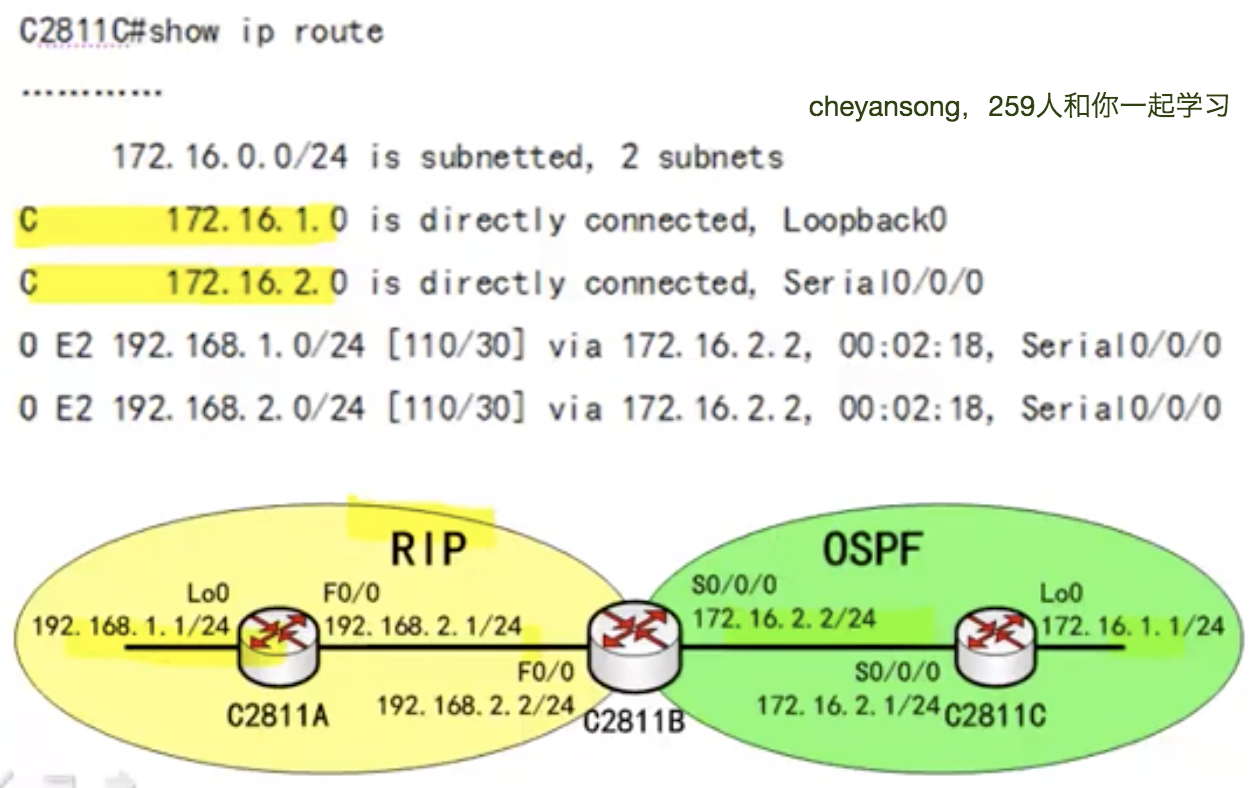 C2811C#show ip route
…………
cheyansong，259人和你一起学习
172.16.0.0/24 is subnetted, 2 subnets
C 172.16.1.0 is directly connected, Loopback0
C 172.16.2.0 is directly connected, Serial0/0/0
O E2 192.168.1.0/24 [110/30] via 172.16.2.2, 00:02:18, Serial0/0/0
O E2 192.168.2.0/24 [110/30] via 172.16.2.2, 00:02:18, Serial0/0/0
RIP
OSPF
Lo0
192.168.1.1/24
F0/0
192.168.2.1/24
S0/0/0
172.16.2.2/24
Lo0
172.16.1.1/24
C2811A
F0/0
192.168.2.2/24
C2811B
S0/0/0
172.16.2.1/24
C2811C